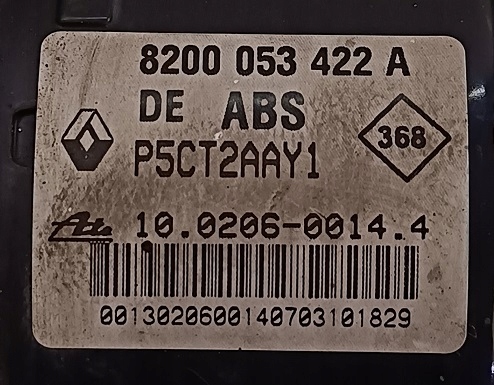 8200 053 422 A
DE ABS
368
P5CT2AAY1
Ate 10.0206-0014.4
00130206001407031018​29